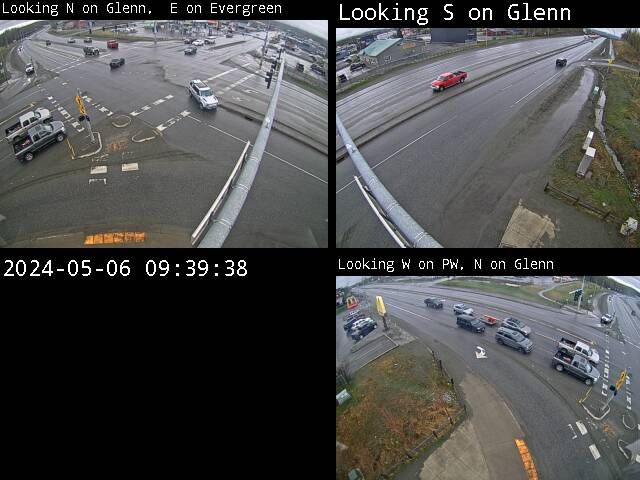 Looking N on Glenn,  E on Evergreen
Looking S on Glenn
2024-05-06 09:39:38
Looking W on PW, N on Glenn